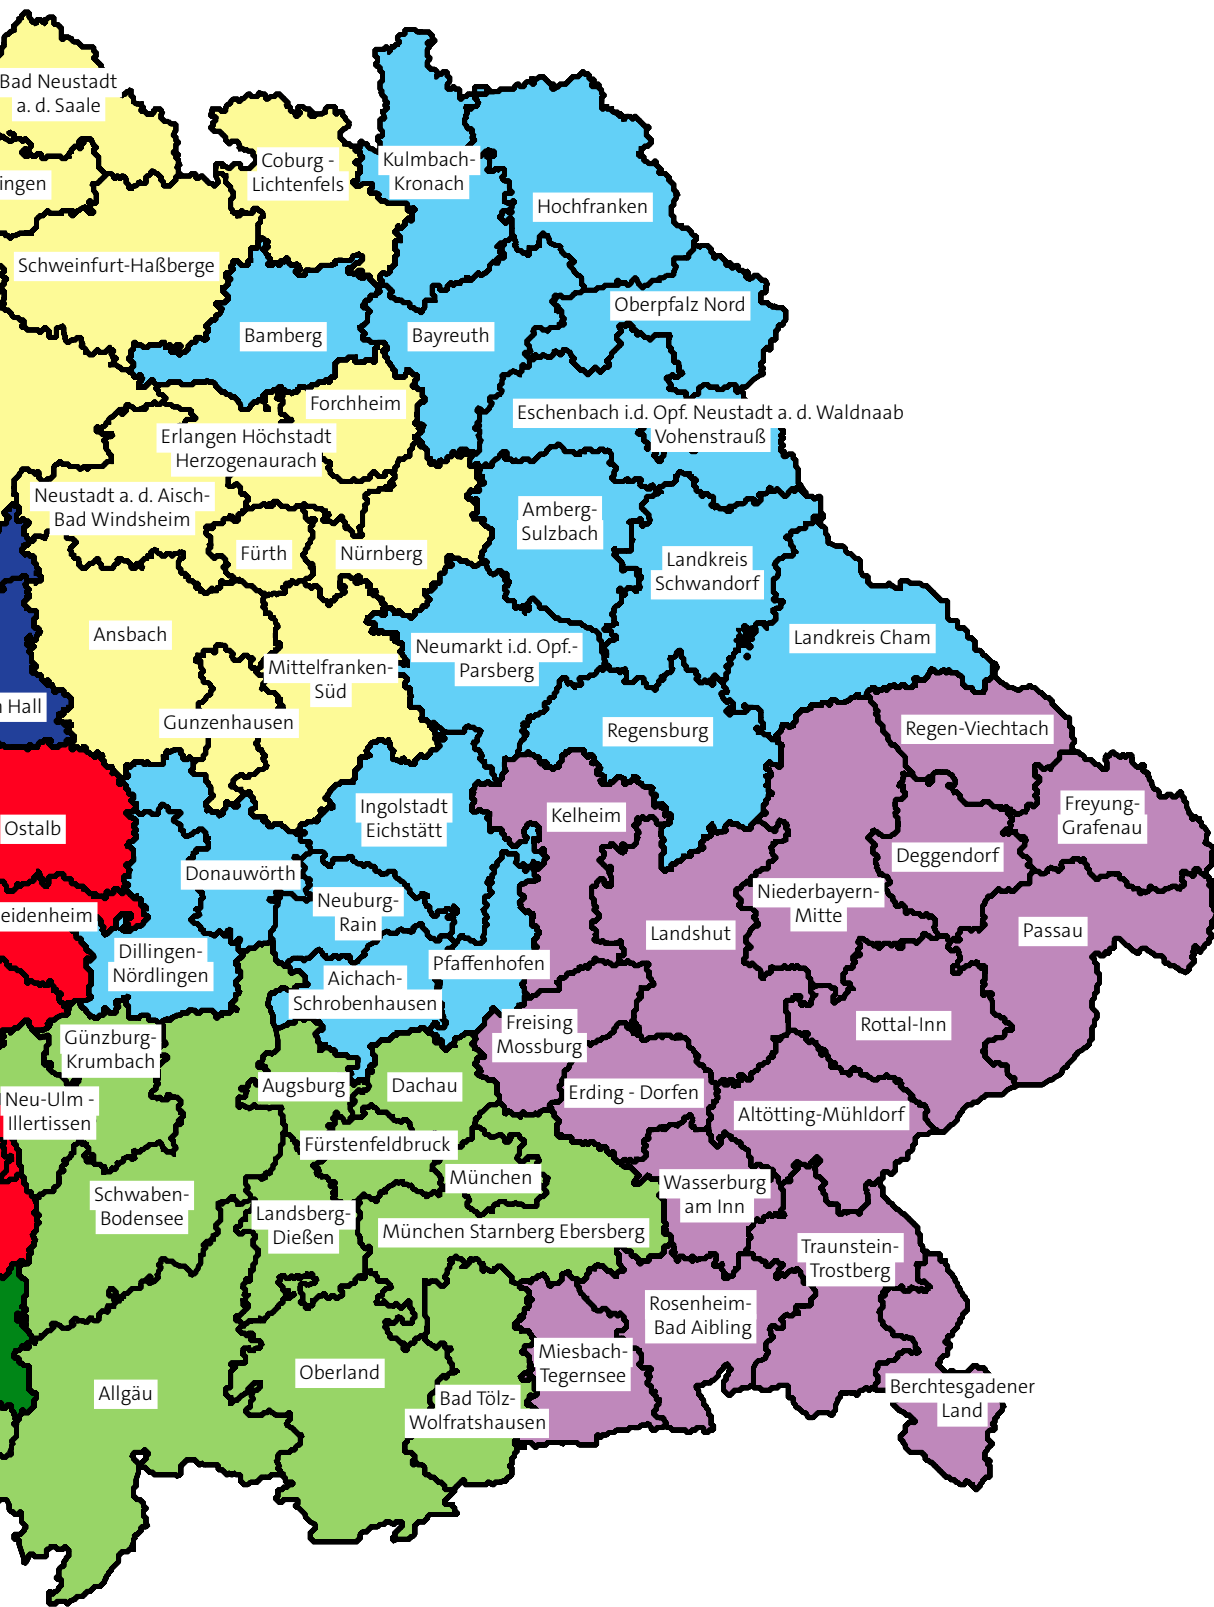 Bad Neustadt
a. d. Saale
ingen
Coburg -
Lichtenfels
Kulmbach-
Kronach
Hochfranken
Schweinfurt-Haßberge
Oberpfalz Nord
Bamberg
Bayreuth
Forchheim
Eschenbach i.d. Opf. Neustadt a. d. Waldnaab
Vohenstrauß
Erlangen Höchstadt
Herzogenaurach
Neustadt a. d. Aisch-
Bad Windsheim
Fürth
Nürnberg
Amberg-
Sulzbach
Landkreis
Schwandorf
Ansbach
Mittelfranken-
Süd
Neumarkt i.d. Opf.-
Parsberg
Landkreis Cham
Hall
Gunzenhausen
Regensburg
Regen-Viechtach
Ostalb
Ingolstadt
Eichstätt
Kelheim
Freyung-
Grafenau
Deggendorf
Donauwörth
Neuburg-
Rain
Niederbayern-
Mitte
eidenheim
Landshut
Passau
Dillingen-
Nördlingen
Aichach-
Schrobenhausen
Pfaffenhofen
Günzburg-
Krumbach
Freising
Mossburg
Rottal-Inn
Neu-Ulm -
Illertissen
Augsburg
Dachau
Erding - Dorfen
Altötting-Mühldorf
Fürstenfeldbruck
München
Schwaben-
Bodensee
Landsberg-
Dießen
München Starnberg Ebersberg
Wasserburg
am Inn
Traunstein-
Trostberg
Rosenheim-
Bad Aibling
Miesbach-
Tegernsee
Oberland
Allgäu
Bad Tölz-
Wolfratshausen
Berchtesgadener
Land